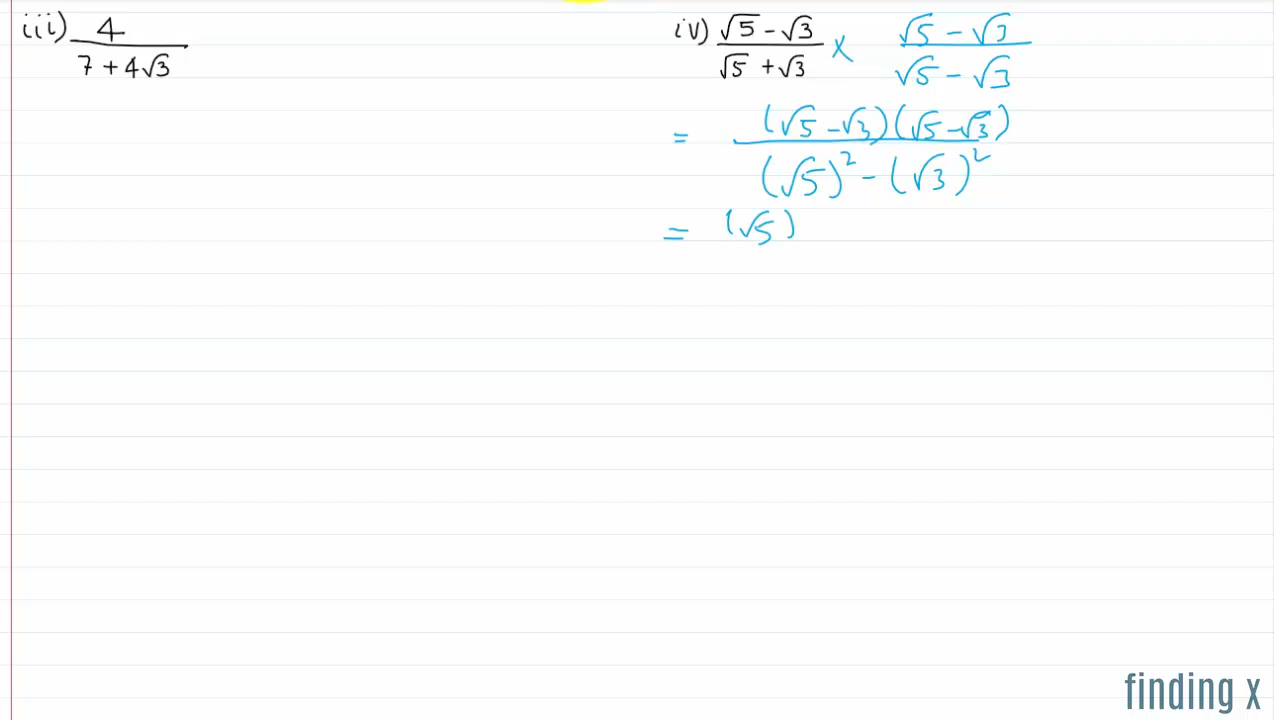 iii) 4 / (7 + 4√3)
iv) (√5 - √3) / (√5 + √3) × (√5 - √3) / (√5 - √3)
= (√5 - √3)(√5 - √3) / (√5)² - (√3)²
= (√5)
finding x